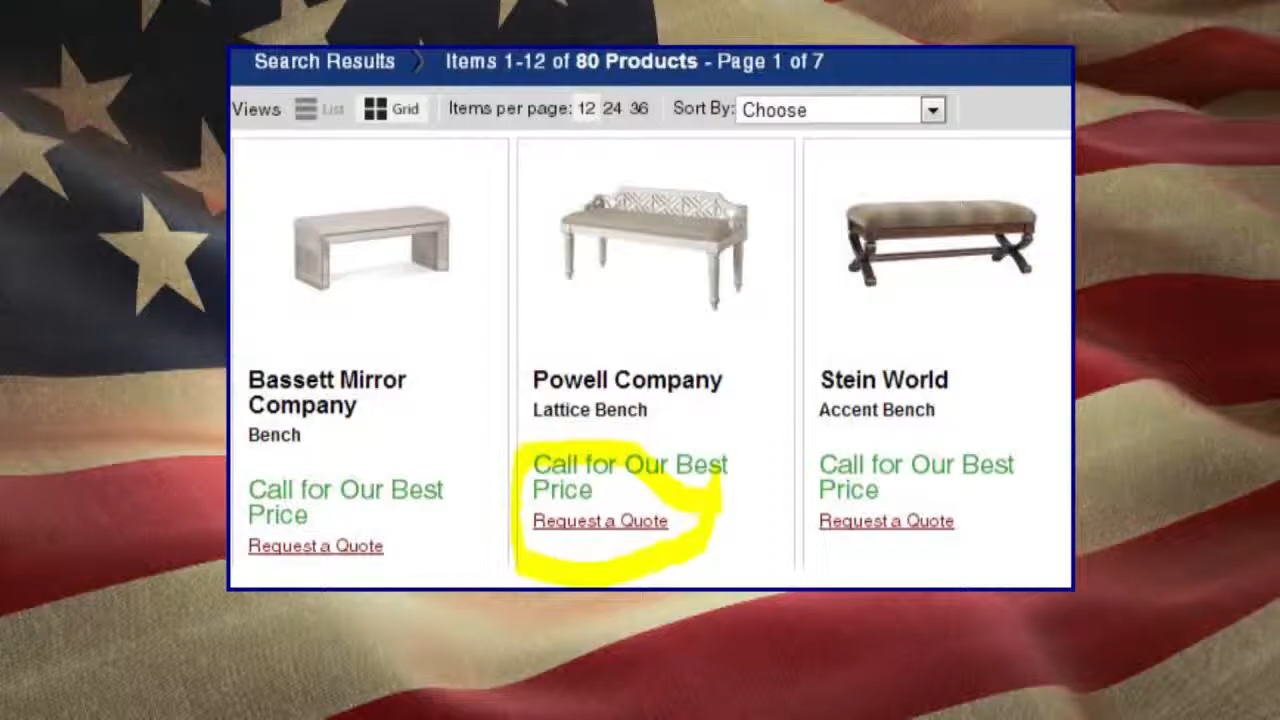 Search Results Items 1-12 of 80 Products - Page 1 of 7
Views List Grid Items per page: 12 24 36 Sort By: Choose
Bassett Mirror
Company
Bench
Call for Our Best
Price
Request a Quote
Powell Company
Lattice Bench
Call for Our Best
Price
Request a Quote
Stein World
Accent Bench
Call for Our Best
Price
Request a Quote